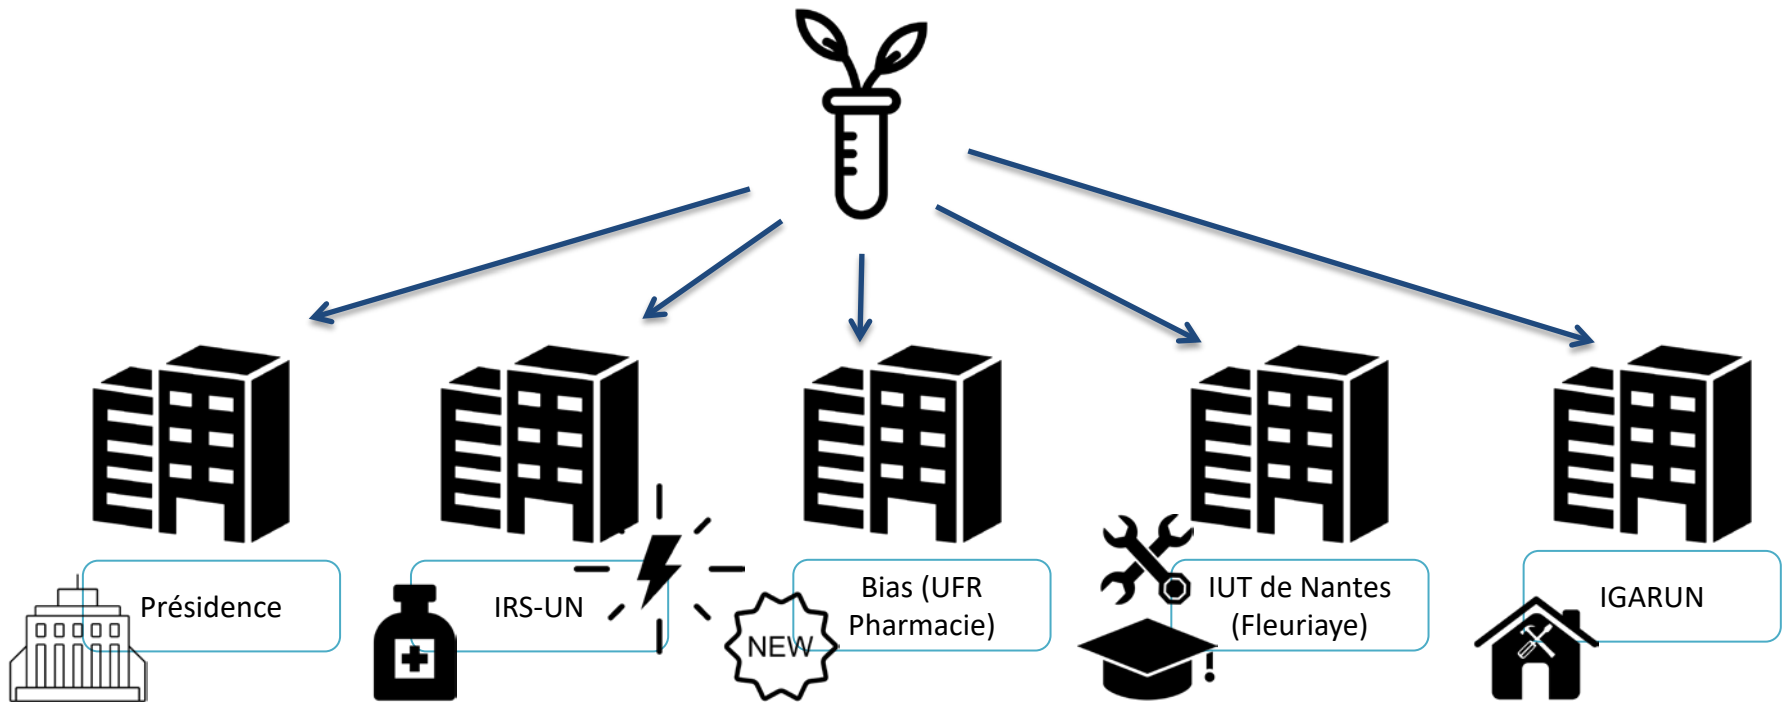 Présidence
IRS-UN
NEW
Bias (UFR
Pharmacie)
IUT de Nantes
(Fleuriaye)
IGARUN